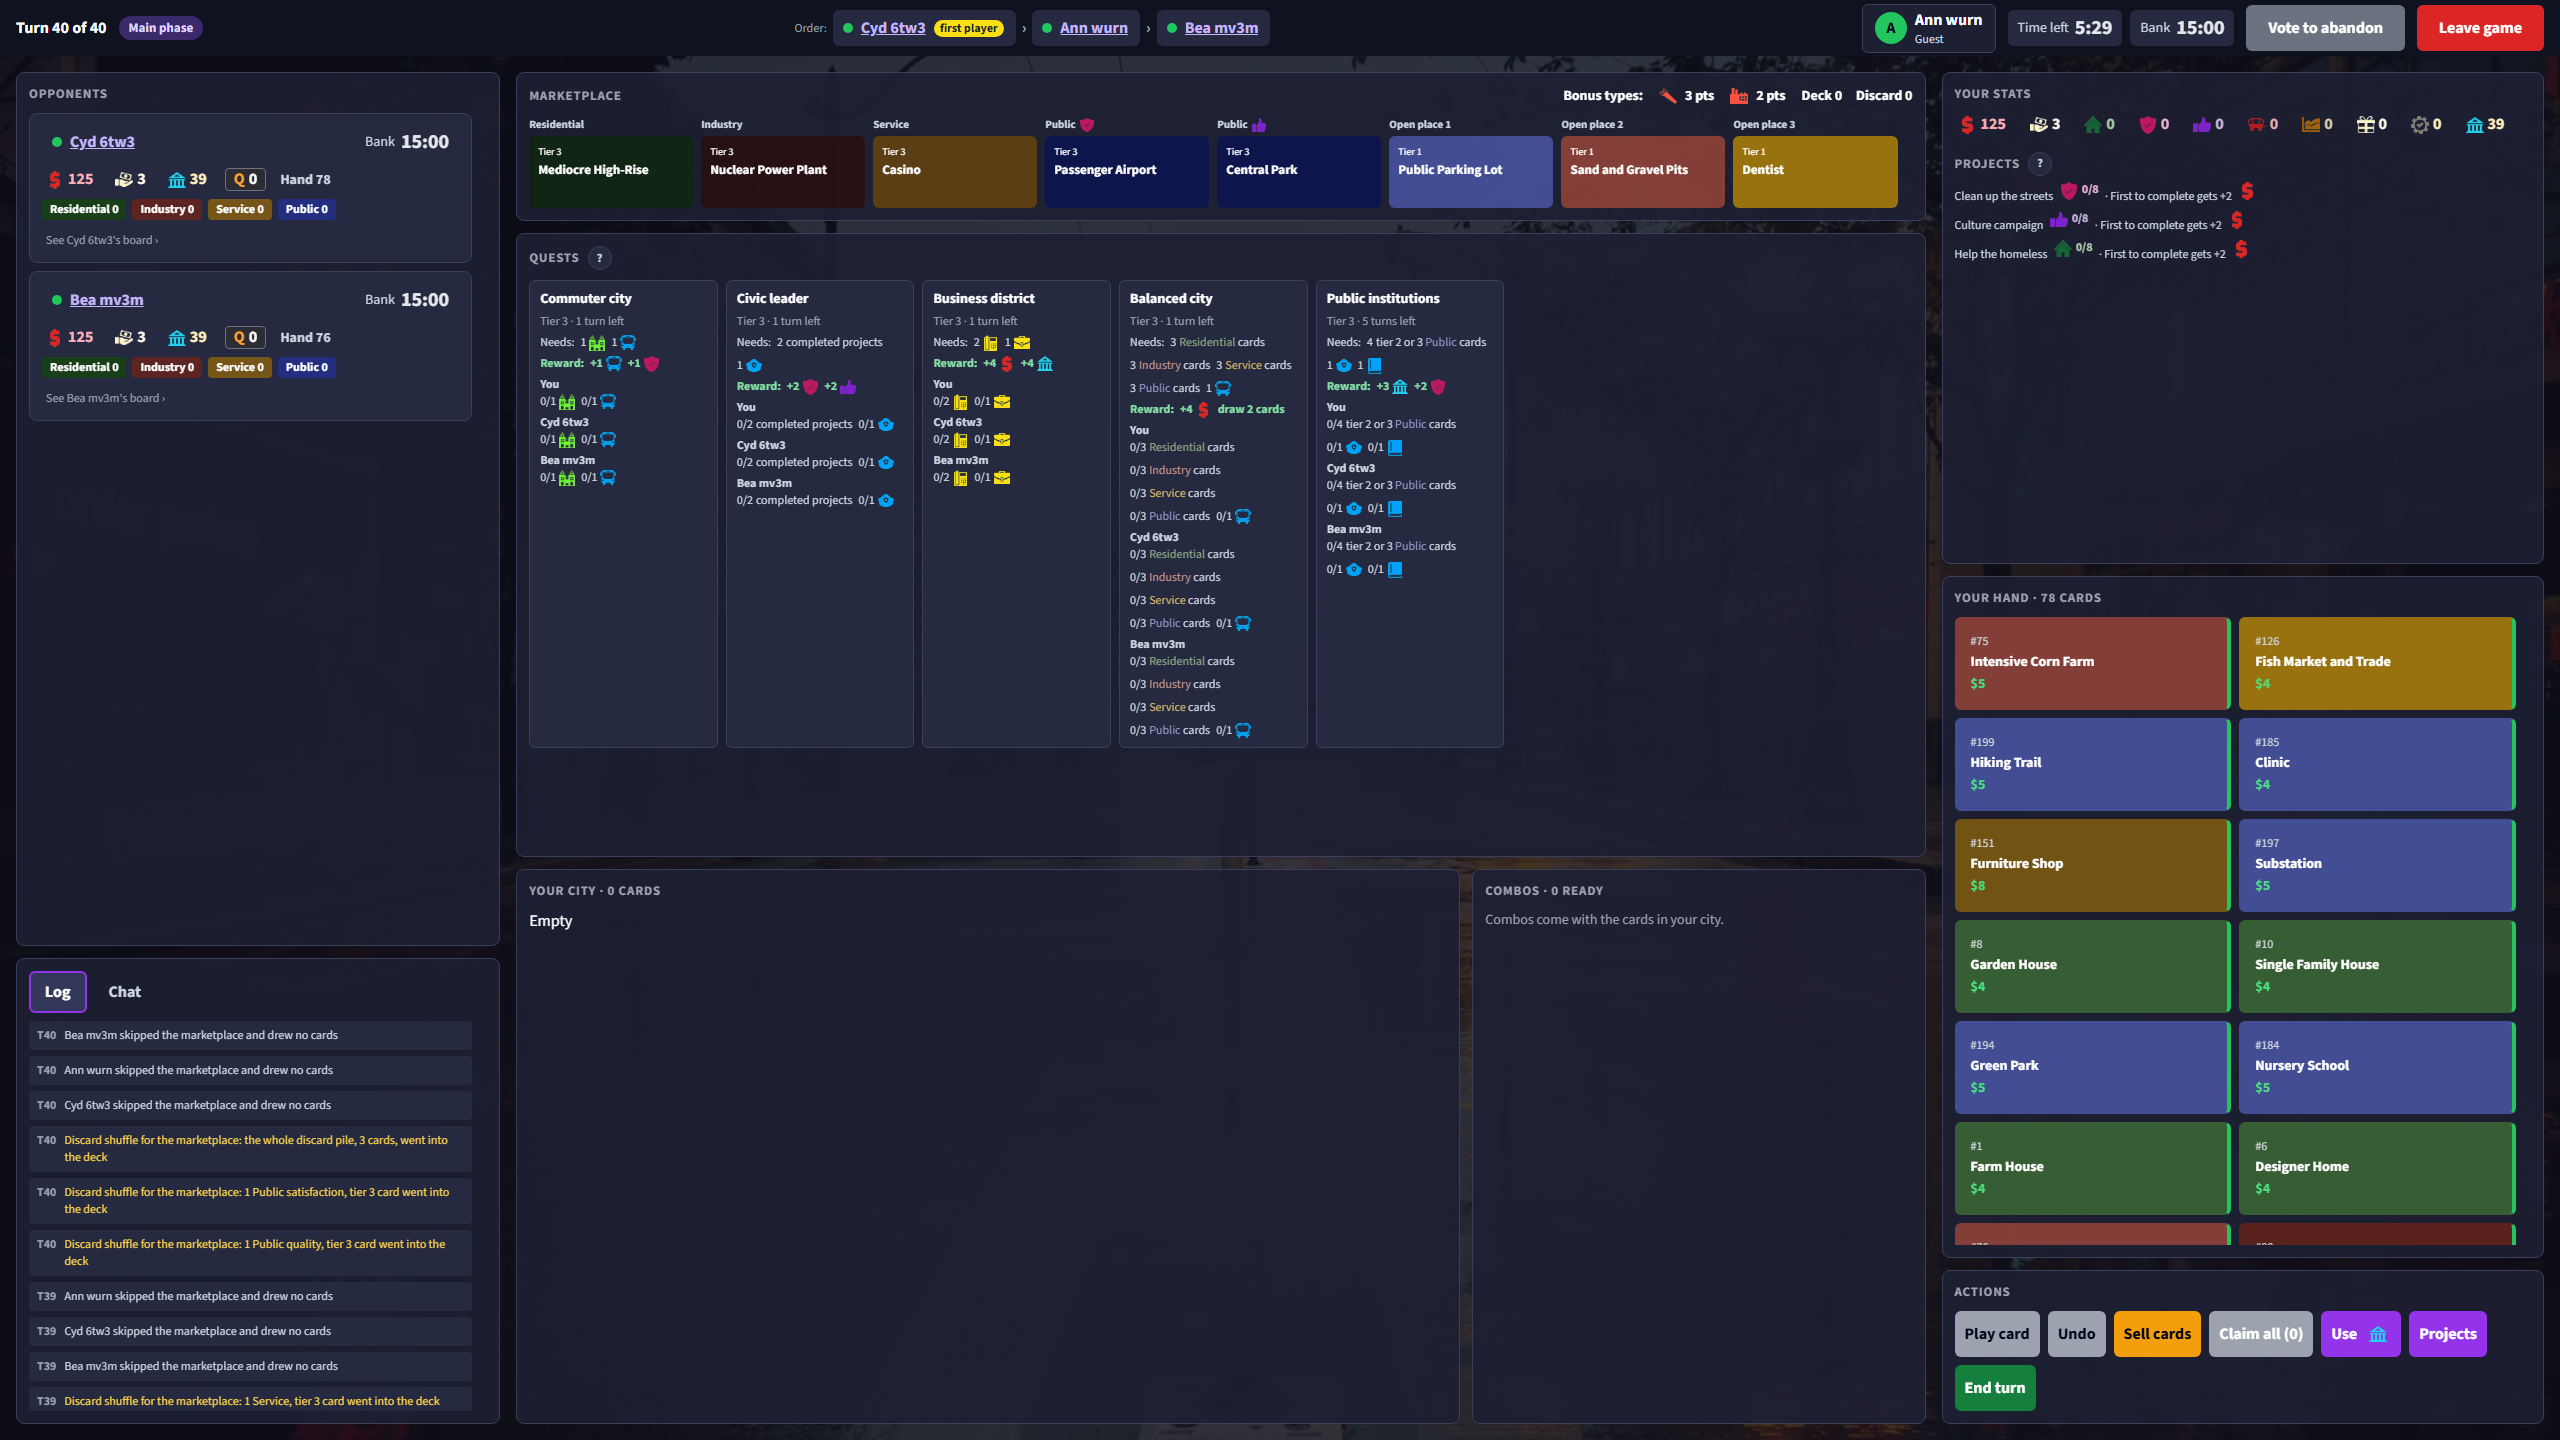 Turn 40 of 40
Main phase
Order:
Cyd 6tw3
first player
›
Ann wurn
›
Bea mv3m
A
Ann wurn
Guest
Time left 5:29
Bank 15:00
Vote to abandon
Leave game
OPPONENTS
Cyd 6tw3
Bank 15:00
125
3
39
Q 0
Hand 78
Residential 0
Industry 0
Service 0
Public 0
See Cyd 6tw3's board ›
Bea mv3m
Bank 15:00
125
3
39
Q 0
Hand 76
Residential 0
Industry 0
Service 0
Public 0
See Bea mv3m's board ›
Log
Chat
T40 Bea mv3m skipped the marketplace and drew no cards
T40 Ann wurn skipped the marketplace and drew no cards
T40 Cyd 6tw3 skipped the marketplace and drew no cards
T40 Discard shuffle for the marketplace: the whole discard pile, 3 cards, went into
the deck
T40 Discard shuffle for the marketplace: 1 Public satisfaction, tier 3 card went into
the deck
T40 Discard shuffle for the marketplace: 1 Public quality, tier 3 card went into the
deck
T39 Ann wurn skipped the marketplace and drew no cards
T39 Cyd 6tw3 skipped the marketplace and drew no cards
T39 Bea mv3m skipped the marketplace and drew no cards
T39 Discard shuffle for the marketplace: 1 Service, tier 3 card went into the deck
MARKETPLACE
Bonus types: 3 pts 2 pts Deck 0 Discard 0
Residential
Tier 3
Mediocre High-Rise
Industry
Tier 3
Nuclear Power Plant
Service
Tier 3
Casino
Public
Tier 3
Passenger Airport
Public
Tier 3
Central Park
Open place 1
Tier 1
Public Parking Lot
Open place 2
Tier 1
Sand and Gravel Pits
Open place 3
Tier 1
Dentist
QUESTS ?
Commuter city
Tier 3 · 1 turn left
Needs: 1 1
Reward: +1 +1
You
0/1 0/1
Cyd 6tw3
0/1 0/1
Bea mv3m
0/1 0/1
Civic leader
Tier 3 · 1 turn left
Needs: 2 completed projects
1
Reward: +2 +2
You
0/2 completed projects 0/1
Cyd 6tw3
0/2 completed projects 0/1
Bea mv3m
0/2 completed projects 0/1
Business district
Tier 3 · 1 turn left
Needs: 2 1
Reward: +4 +4
You
0/2 0/1
Cyd 6tw3
0/2 0/1
Bea mv3m
0/2 0/1
Balanced city
Tier 3 · 1 turn left
Needs: 3 Residential cards
3 Industry cards 3 Service cards
3 Public cards 1
Reward: +4 draw 2 cards
You
0/3 Residential cards
0/3 Industry cards
0/3 Service cards
0/3 Public cards 0/1
Cyd 6tw3
0/3 Residential cards
0/3 Industry cards
0/3 Service cards
0/3 Public cards 0/1
Bea mv3m
0/3 Residential cards
0/3 Industry cards
0/3 Service cards
0/3 Public cards 0/1
Public institutions
Tier 3 · 5 turns left
Needs: 4 tier 2 or 3 Public cards
1 1
Reward: +3 +2
You
0/4 tier 2 or 3 Public cards
0/1 0/1
Cyd 6tw3
0/4 tier 2 or 3 Public cards
0/1 0/1
Bea mv3m
0/4 tier 2 or 3 Public cards
0/1 0/1
YOUR CITY · 0 CARDS
Empty
COMBOS · 0 READY
Combos come with the cards in your city.
YOUR STATS
125 3 0 0 0 0 0 0 0 39
PROJECTS ?
Clean up the streets 0/8 · First to complete gets +2
Culture campaign 0/8 · First to complete gets +2
Help the homeless 0/8 · First to complete gets +2
YOUR HAND · 78 CARDS
#75
Intensive Corn Farm
$5
#126
Fish Market and Trade
$4
#199
Hiking Trail
$5
#185
Clinic
$4
#151
Furniture Shop
$8
#197
Substation
$5
#8
Garden House
$4
#10
Single Family House
$4
#194
Green Park
$5
#184
Nursery School
$5
#1
Farm House
$4
#6
Designer Home
$4
ACTIONS
Play card
Undo
Sell cards
Claim all (0)
Use
Projects
End turn